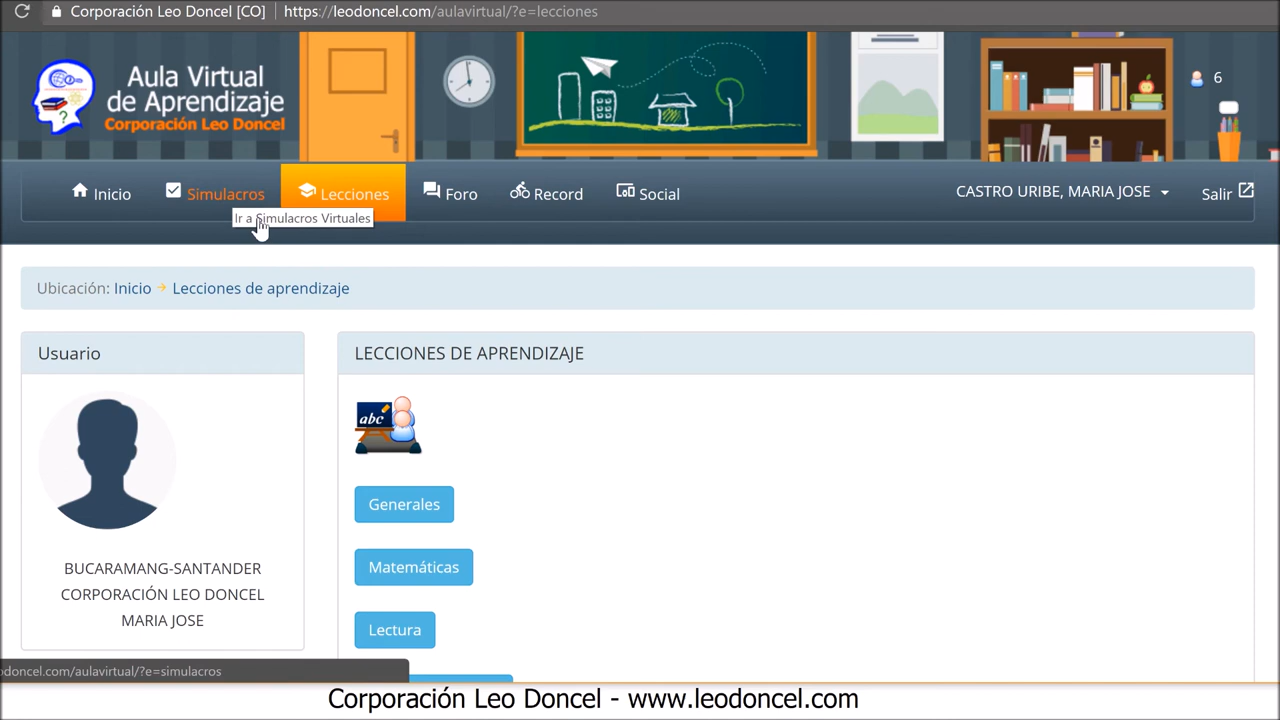 Corporación Leo Doncel [CO] https://leodoncel.com/aulavirtual/?e=lecciones
Aula Virtual
de Aprendizaje
Corporación Leo Doncel
6
Inicio Simulacros Lecciones Foro Record Social CASTRO URIBE, MARIA JOSE Salir
Ir a Simulacros Virtuales
Ubicación: Inicio Lecciones de aprendizaje
Usuario
BUCARAMANG-SANTANDER
CORPORACIÓN LEO DONCEL
MARIA JOSE
LECCIONES DE APRENDIZAJE
abc
Generales
Matemáticas
Lectura
odoncel.com/aulavirtual/?e=simulacros
Corporación Leo Doncel - www.leodoncel.com